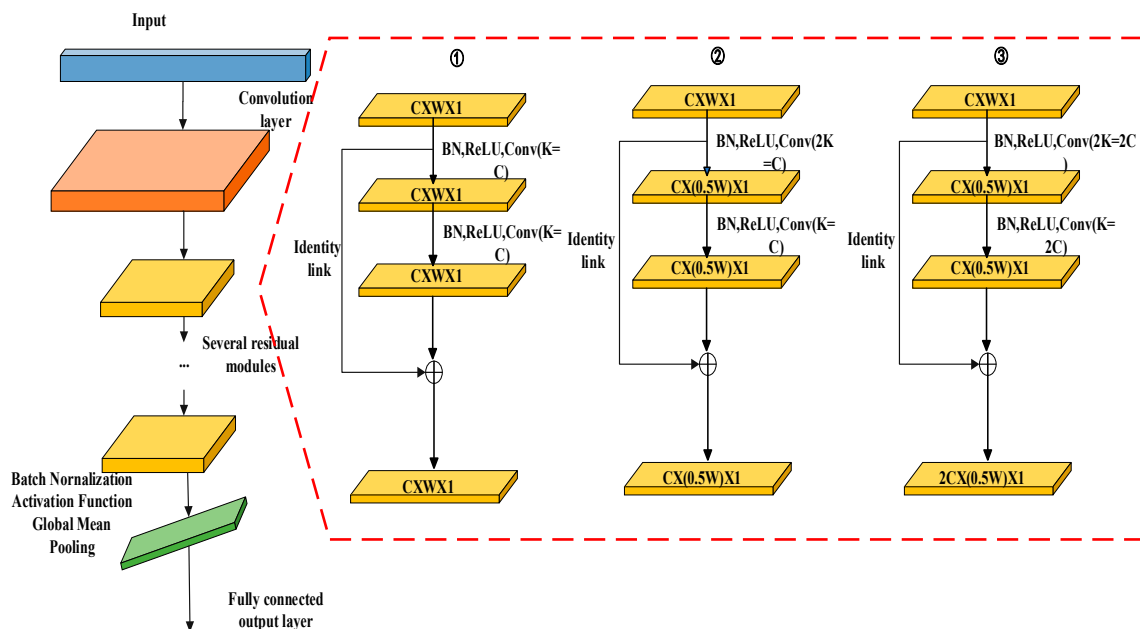 Input
Convolution
layer
Several residual
...
modules
Batch Nornalization
Activation Function
Global Mean
Pooling
Fully connected
output layer
①
CXWX1
BN,ReLU,Conv(K=
C)
CXWX1
BN,ReLU,Conv(K=
C)
Identity
link
CXWX1
CXWX1
②
CXWX1
BN,ReLU,Conv(2K
=C)
CX(0.5W)X1
BN,ReLU,Conv(K=
C)
Identity
link
CX(0.5W)X1
CX(0.5W)X1
③
CXWX1
BN,ReLU,Conv(2K=2C
)
CX(0.5W)X1
BN,ReLU,Conv(K=
2C)
Identity
link
CX(0.5W)X1
2CX(0.5W)X1